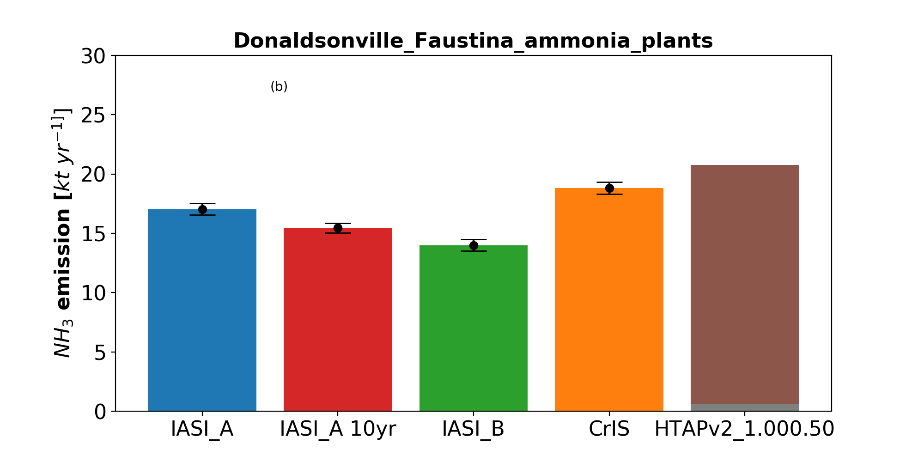 Donaldsonville_Faustina_ammonia_plants
(b)
NH₃ emission [kt yr⁻¹]]
30
25
20
15
10
5
0
IASI_A IASI_A 10yr IASI_B CrIS HTAPv2_1.000.50